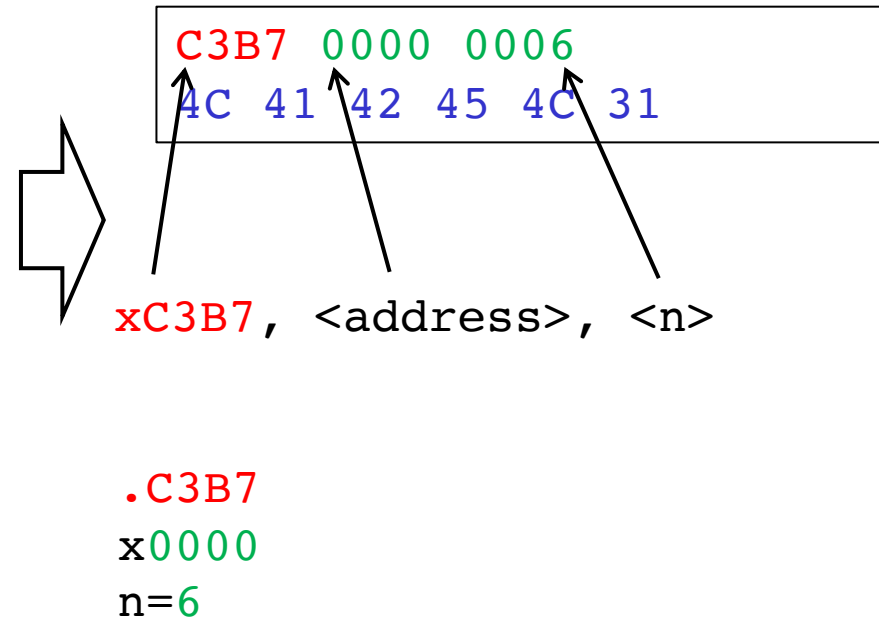 C3B7 0000 0006
4C 41 42 45 4C 31
xC3B7, <address>, <n>
.C3B7
x0000
n=6